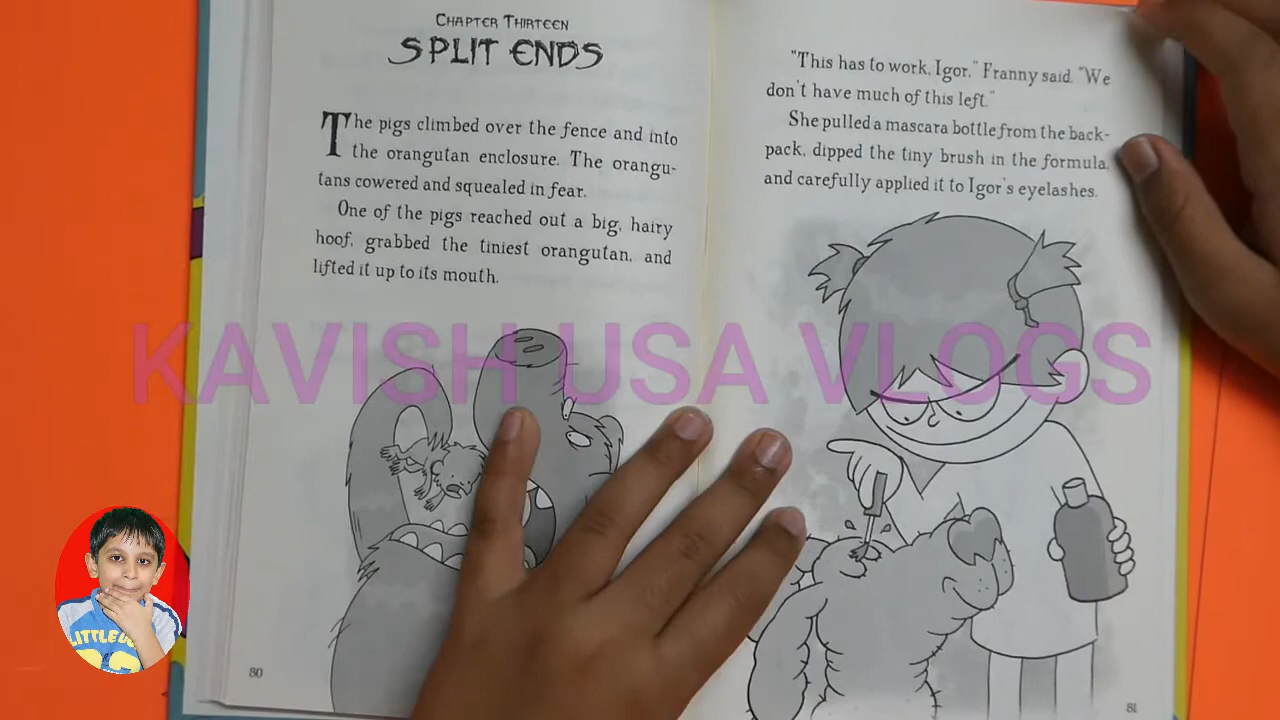 CHAPTER THIRTEEN
SPLIT ENDS
The pigs climbed over the fence and into
the orangutan enclosure. The orangu-
tans cowered and squealed in fear.
One of the pigs reached out a big, hairy
hoof, grabbed the tiniest orangutan, and
lifted it up to its mouth.
80
"This has to work, Igor," Franny said. "We
don't have much of this left."
She pulled a mascara bottle from the back-
pack, dipped the tiny brush in the formula,
and carefully applied it to Igor's eyelashes.
81
KAVISH USA VLOGS
LITTLE